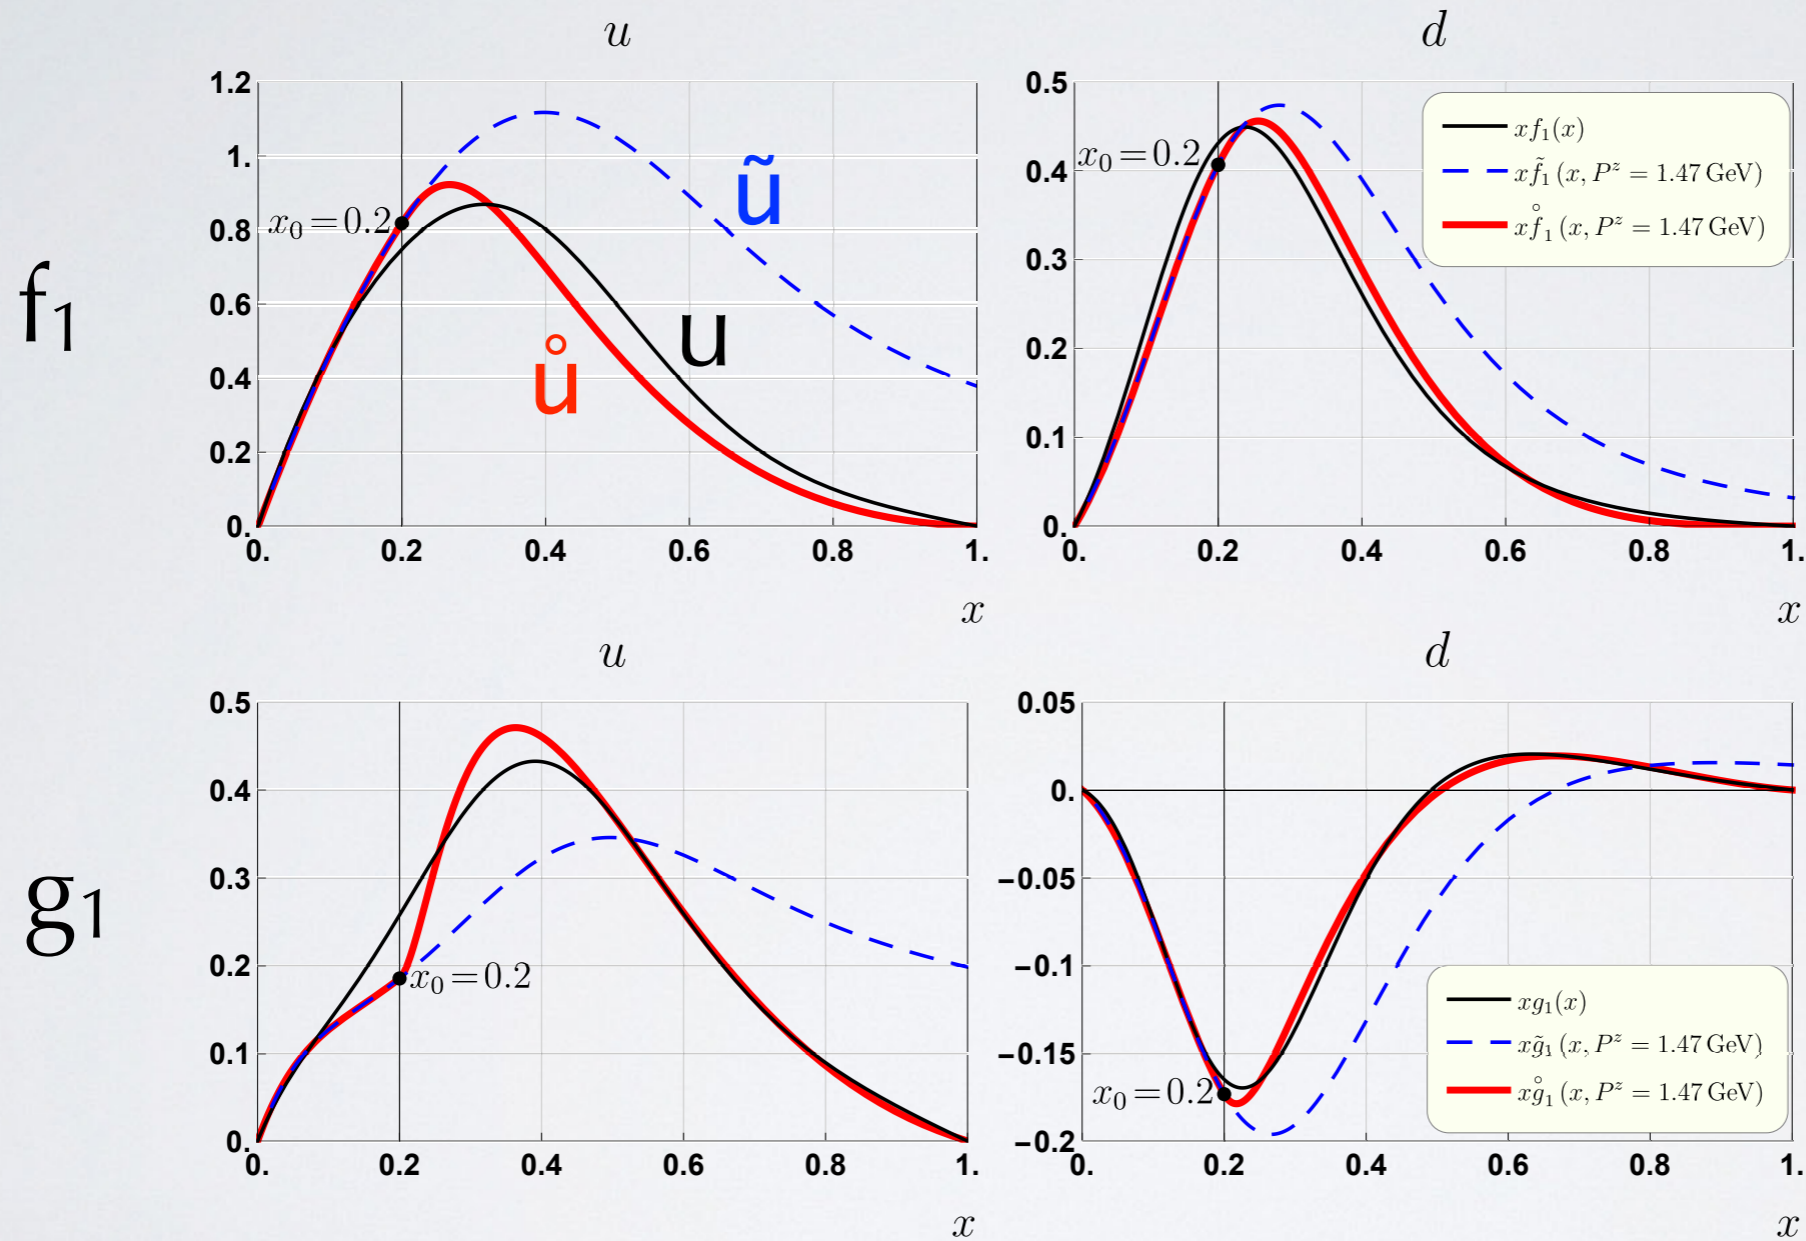 u
d
f₁
1.2
1.
0.8
0.6
0.4
0.2
0.
0. 0.2 0.4 0.6 0.8 1.
x
x₀=0.2
ũ
ů
u
0.5
0.4
0.3
0.2
0.1
0.
0. 0.2 0.4 0.6 0.8 1.
x
x₀=0.2
xf₁(x)
xf̃₁(x, Pᶻ = 1.47 GeV)
xf̊₁(x, Pᶻ = 1.47 GeV)
u
d
g₁
0.5
0.4
0.3
0.2
0.1
0.
0. 0.2 0.4 0.6 0.8 1.
x
x₀=0.2
0.05
0.
−0.05
−0.1
−0.15
−0.2
0. 0.2 0.4 0.6 0.8 1.
x
x₀=0.2
xg₁(x)
xg̃₁(x, Pᶻ = 1.47 GeV)
xg̊₁(x, Pᶻ = 1.47 GeV)